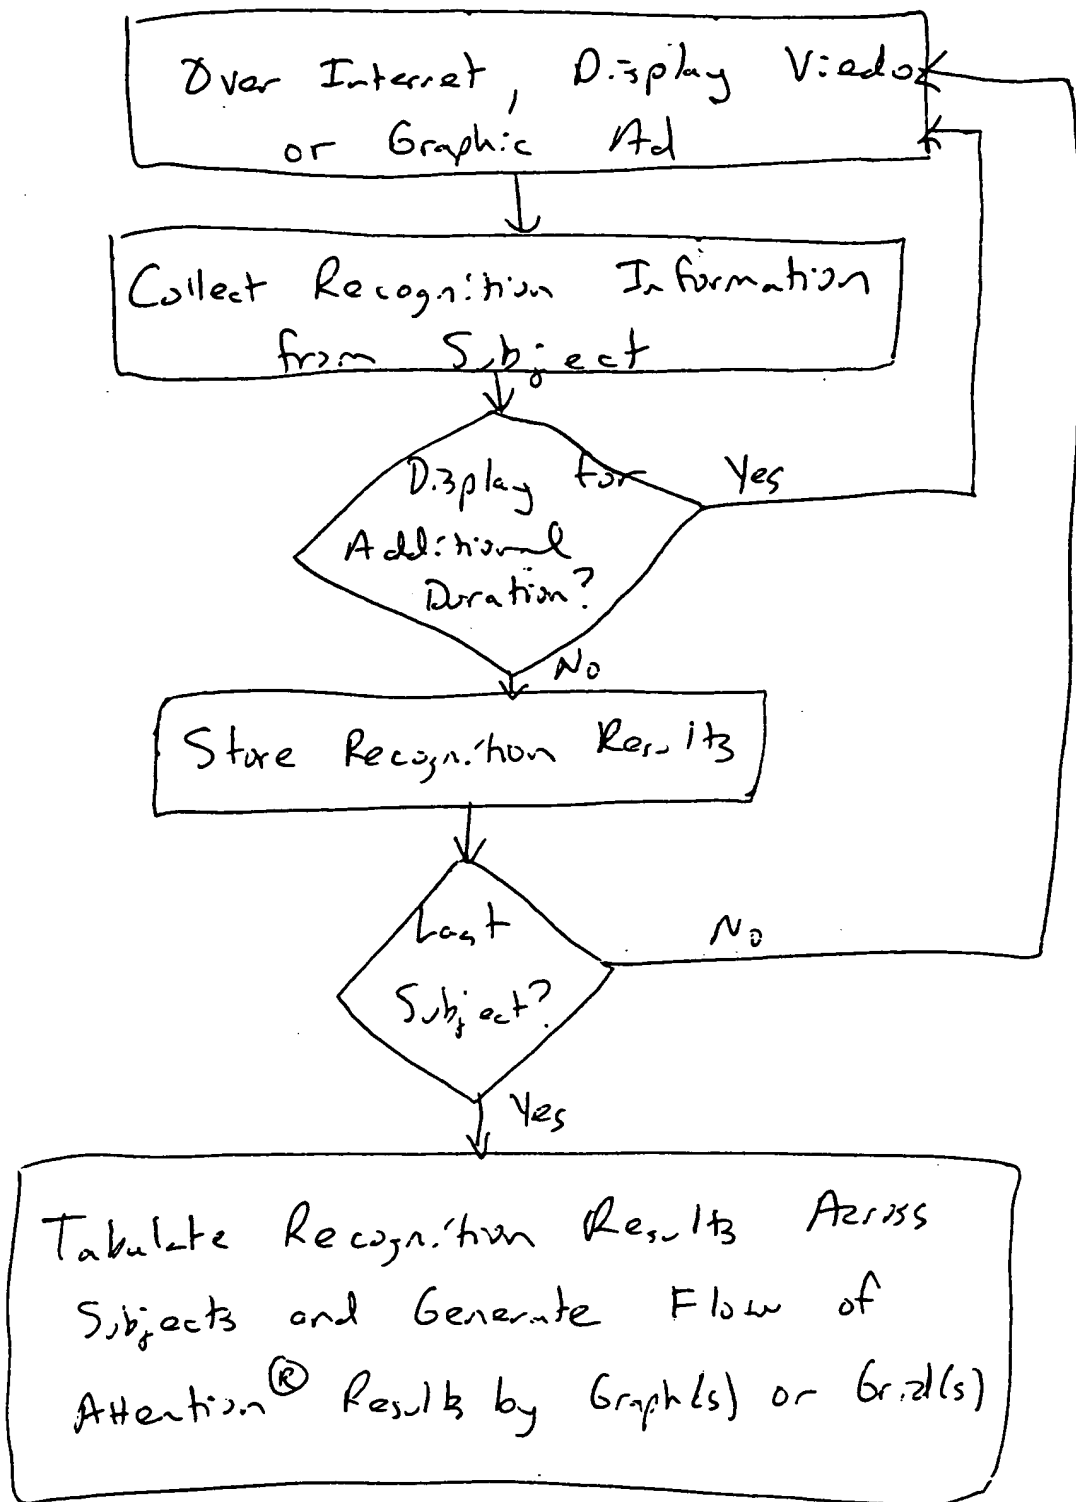 Over Internet, Display Viedo
or Graphic Ad
Collect Recognition Information
from Subject
Display for
Additional
Duration?
Yes
No
Store Recognition Results
Last
Subject?
No
Yes
Tabulate Recognition Results Across
Subjects and Generate Flow of
Attention® Results by Graph(s) or Grid(s)